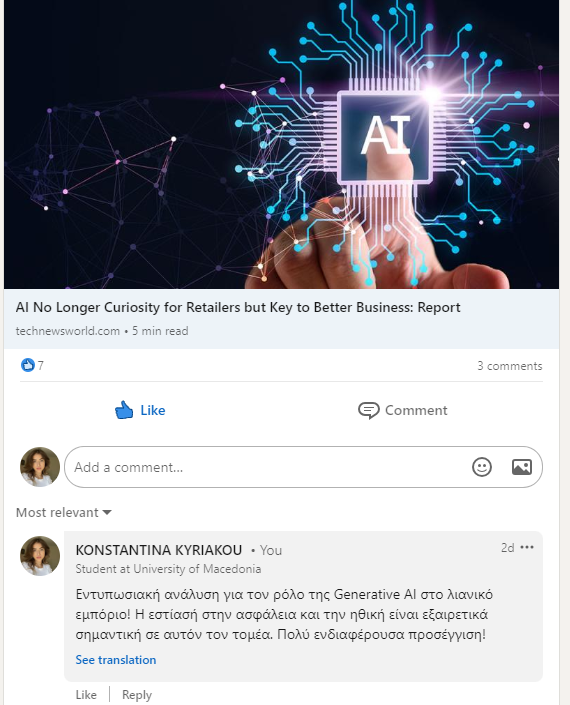 AI
AI No Longer Curiosity for Retailers but Key to Better Business: Report
technewsworld.com • 5 min read
7
3 comments
Like
Comment
Add a comment...
Most relevant
KONSTANTINA KYRIAKOU • You
2d
Student at University of Macedonia
Εντυπωσιακή ανάλυση για τον ρόλο της Generative AI στο λιανικό
εμπόριο! Η εστίασή στην ασφάλεια και την ηθική είναι εξαιρετικά
σημαντική σε αυτόν τον τομέα. Πολύ ενδιαφέρουσα προσέγγιση!
See translation
Like | Reply